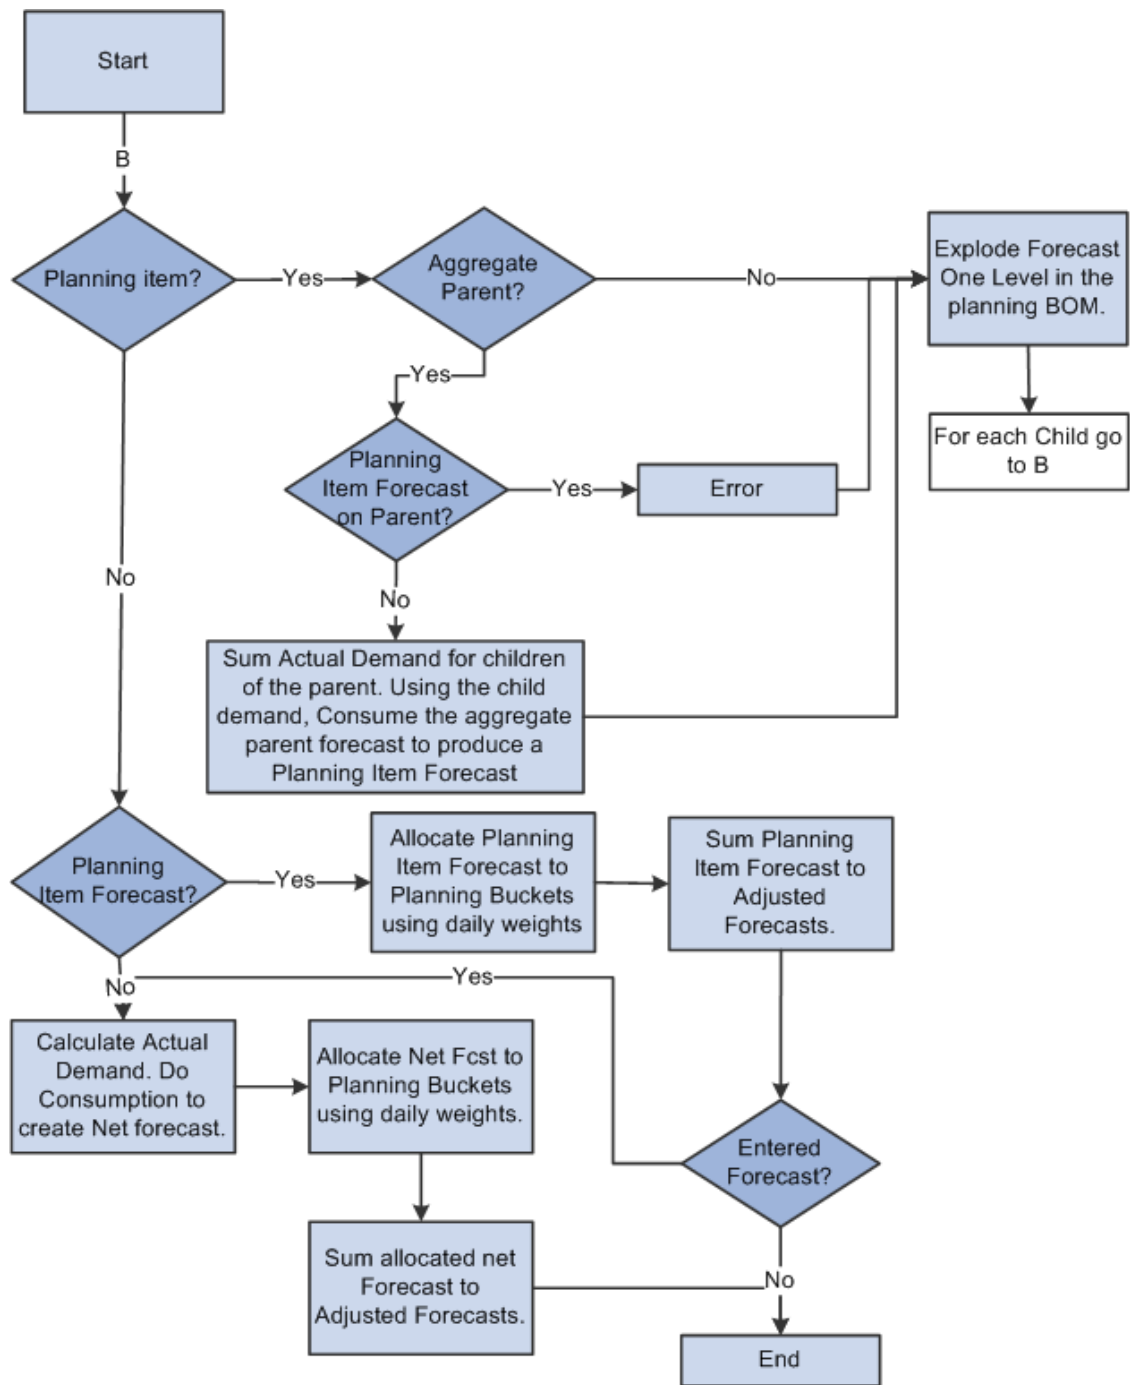 Start
B
Planning item?
Yes
Aggregate
Parent?
No
Explode Forecast
One Level in the
planning BOM.
Yes
For each Child go
to B
Planning
Item Forecast
on Parent?
Yes
Error
No
No
Sum Actual Demand for children
of the parent. Using the child
demand, Consume the aggregate
parent forecast to produce a
Planning Item Forecast
Planning
Item Forecast?
Yes
Allocate Planning
Item Forecast to
Planning Buckets
using daily weights
Sum Planning
Item Forecast to
Adjusted
Forecasts.
No
Yes
Calculate Actual
Demand. Do
Consumption to
create Net forecast.
Allocate Net Fcst to
Planning Buckets
using daily weights.
Entered
Forecast?
Sum allocated net
Forecast to
Adjusted Forecasts.
No
End